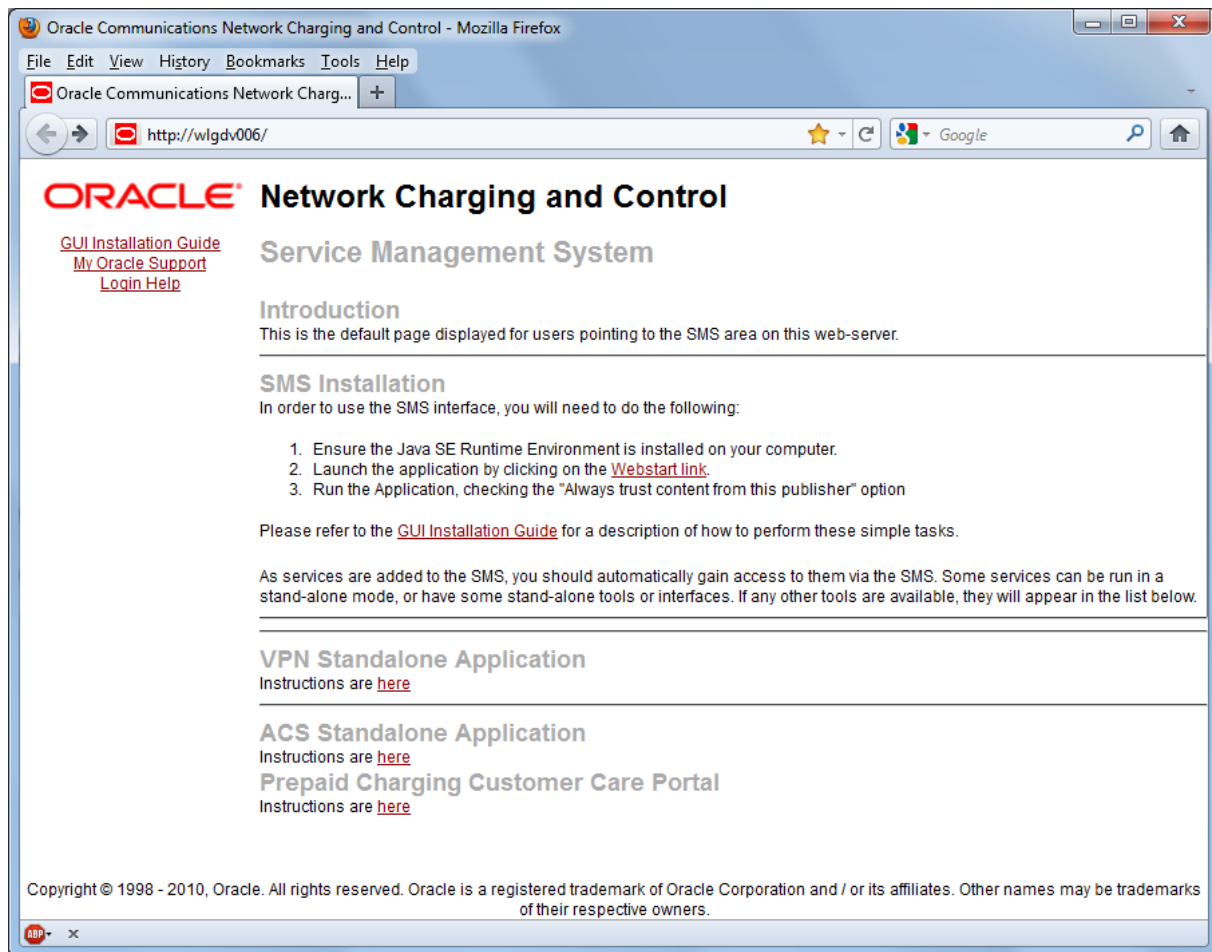 Oracle Communications Network Charging and Control - Mozilla Firefox
File Edit View History Bookmarks Tools Help
Oracle Communications Network Charg... +
http://wlgdv006/ Google
ORACLE® Network Charging and Control
GUI Installation Guide
My Oracle Support
Login Help
Service Management System
Introduction
This is the default page displayed for users pointing to the SMS area on this web-server.
SMS Installation
In order to use the SMS interface, you will need to do the following:
1. Ensure the Java SE Runtime Environment is installed on your computer.
2. Launch the application by clicking on the Webstart link.
3. Run the Application, checking the "Always trust content from this publisher" option
Please refer to the GUI Installation Guide for a description of how to perform these simple tasks.
As services are added to the SMS, you should automatically gain access to them via the SMS. Some services can be run in a
stand-alone mode, or have some stand-alone tools or interfaces. If any other tools are available, they will appear in the list below.
VPN Standalone Application
Instructions are here
ACS Standalone Application
Instructions are here
Prepaid Charging Customer Care Portal
Instructions are here
Copyright © 1998 - 2010, Oracle. All rights reserved. Oracle is a registered trademark of Oracle Corporation and / or its affiliates. Other names may be trademarks
of their respective owners.
ABP